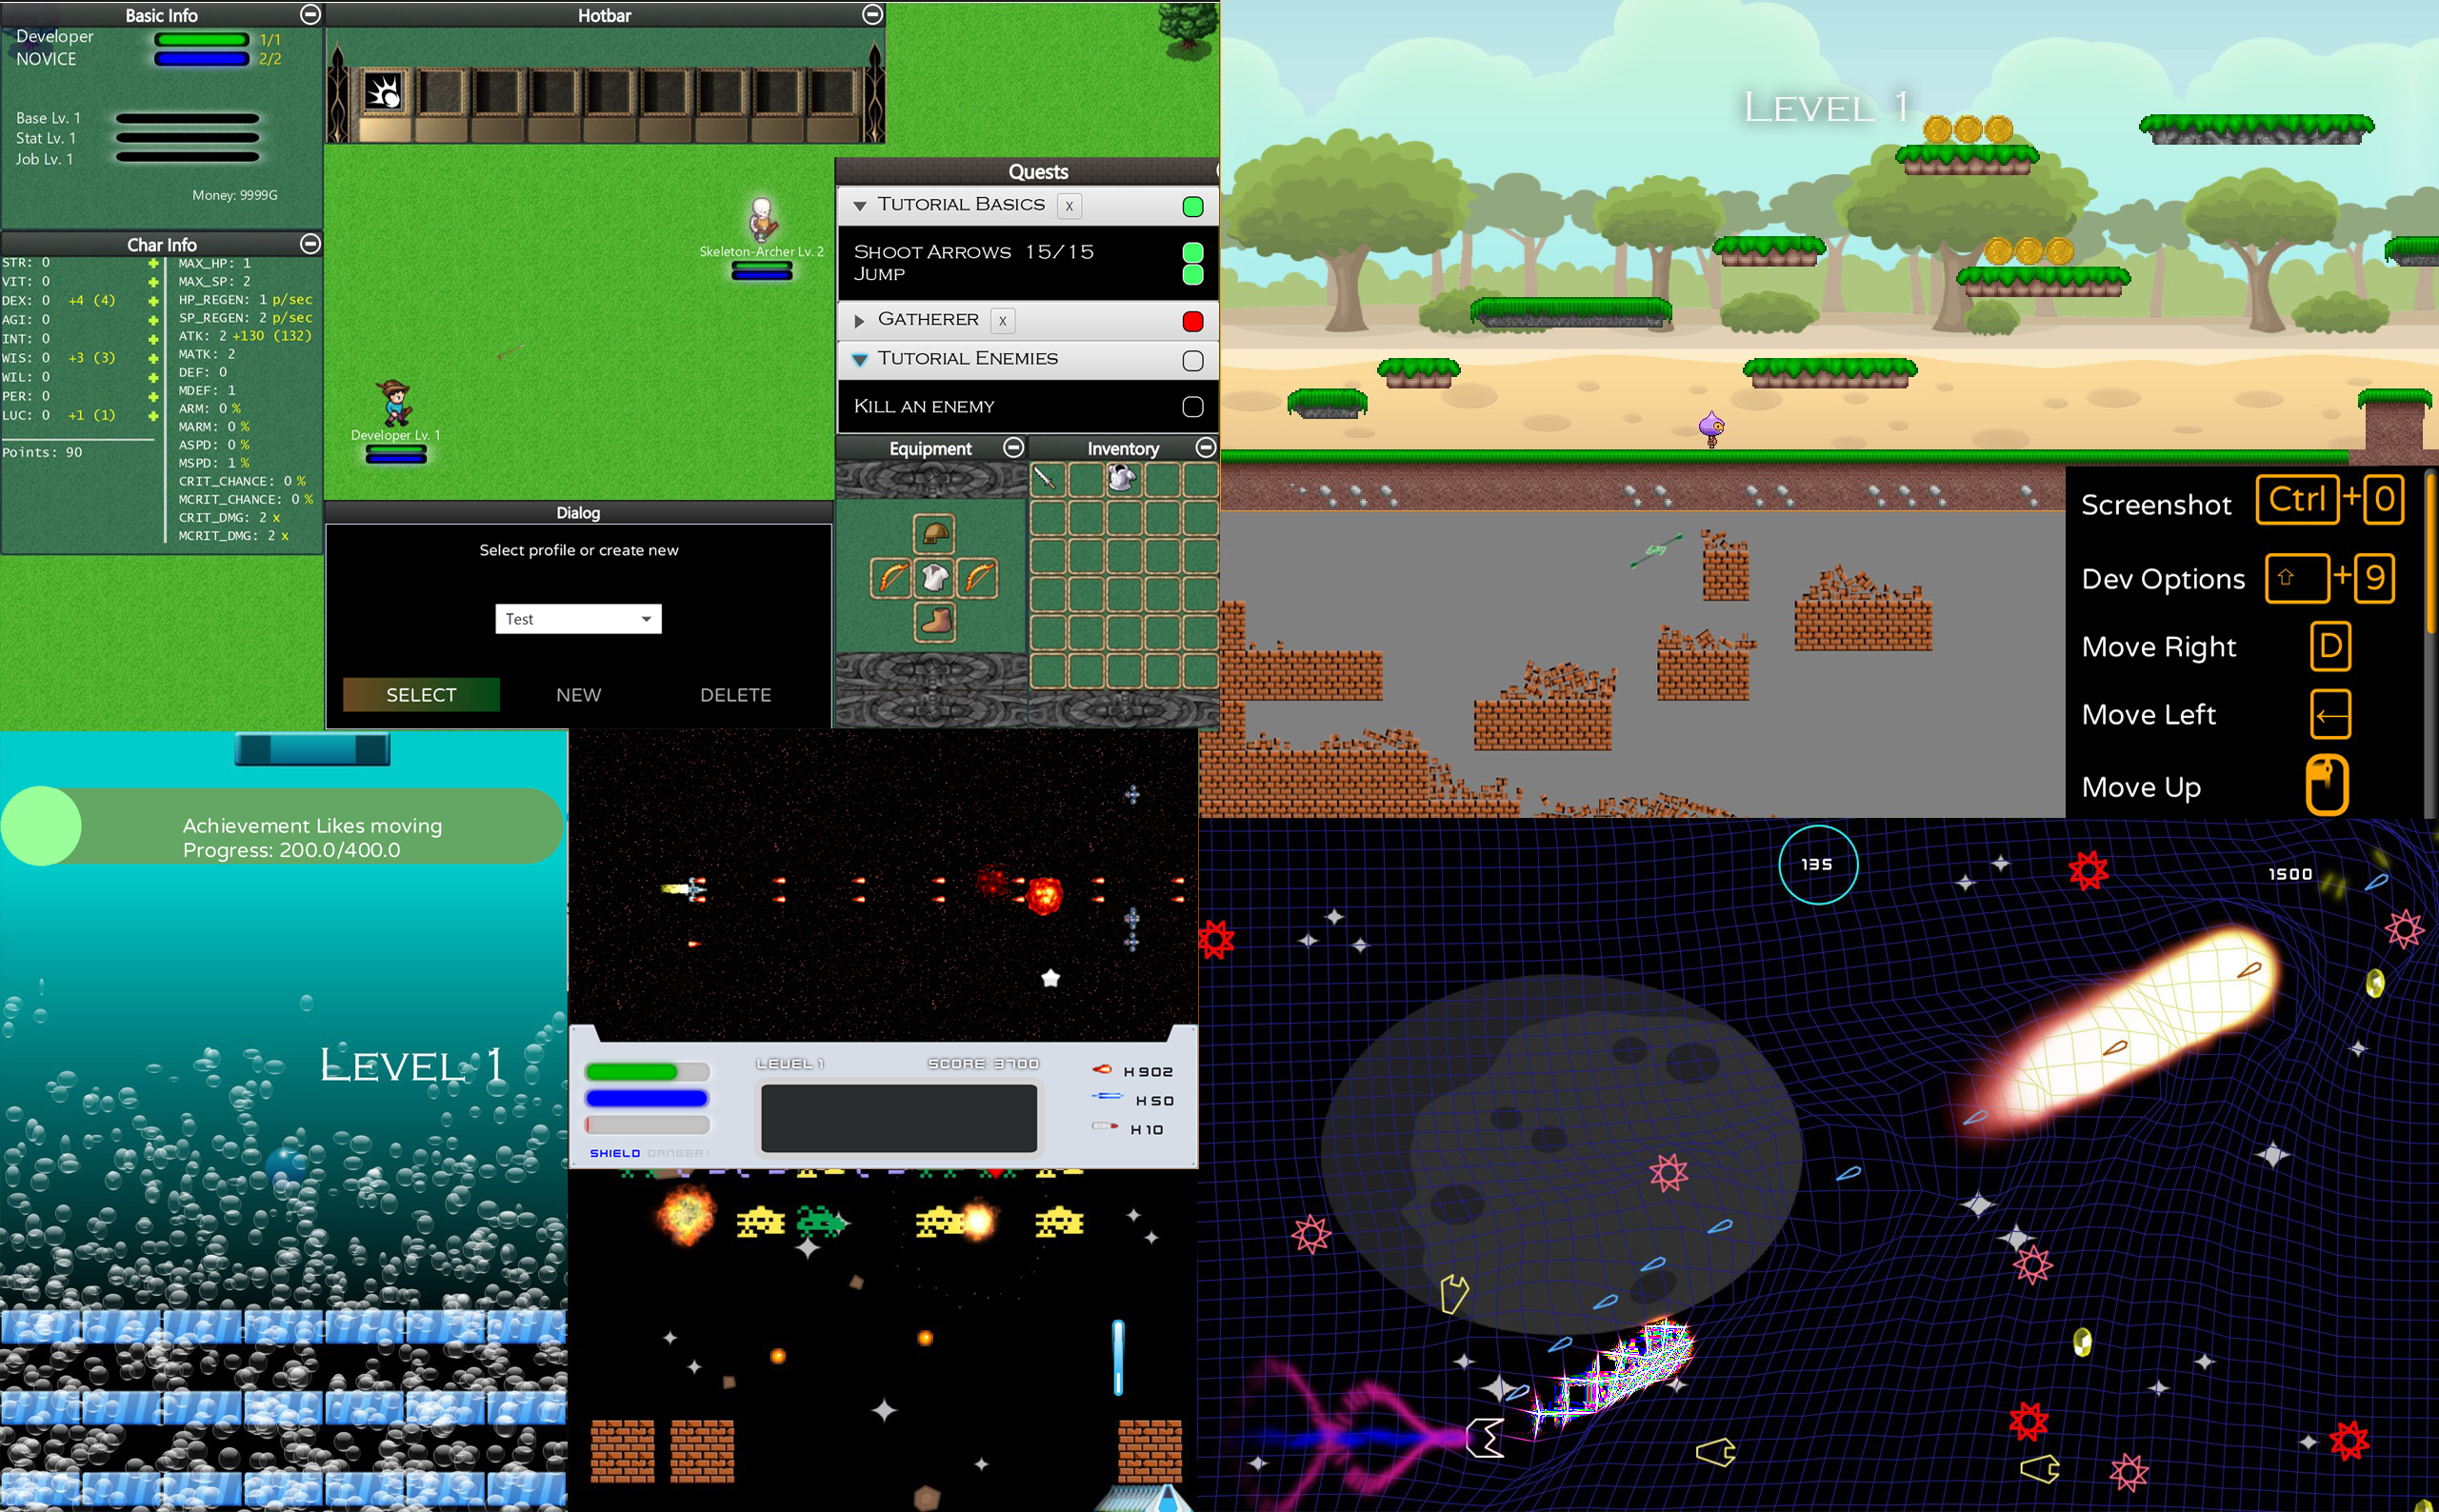 Basic Info
Developer
1/1
NOVICE
2/2
Base Lv. 1
Stat Lv. 1
Job Lv. 1
Money: 9999G
Char Info
STR: 0
VIT: 0
DEX: 0 +4 (4)
AGI: 0
INT: 0
WIS: 0 +3 (3)
WIL: 0
PER: 0
LUC: 0 +1 (1)
Points: 90
MAX_HP: 1
MAX_SP: 2
HP_REGEN: 1 p/sec
SP_REGEN: 2 p/sec
ATK: 2 +130 (132)
MATK: 2
DEF: 0
MDEF: 1
ARM: 0 %
MARM: 0 %
ASPD: 0 %
MSPD: 1 %
CRIT_CHANCE: 0 %
MCRIT_CHANCE: 0 %
CRIT_DMG: 2 x
MCRIT_DMG: 2 x
Hotbar
Skeleton-Archer Lv. 2
Developer Lv. 1
Quests
TUTORIAL BASICS X
SHOOT ARROWS 15/15
JUMP
GATHERER X
TUTORIAL ENEMIES
KILL AN ENEMY
Equipment
Inventory
Dialog
Select profile or create new
Test
SELECT NEW DELETE
LEVEL 1
Screenshot Ctrl+0
Dev Options ⇧+9
Move Right D
Move Left ←
Move Up
Achievement Likes moving
Progress: 200.0/400.0
LEVEL 1
LEVEL 1
SCORE: 3700
H 902
H 50
H 10
SHIELD DANGER!
135
1500